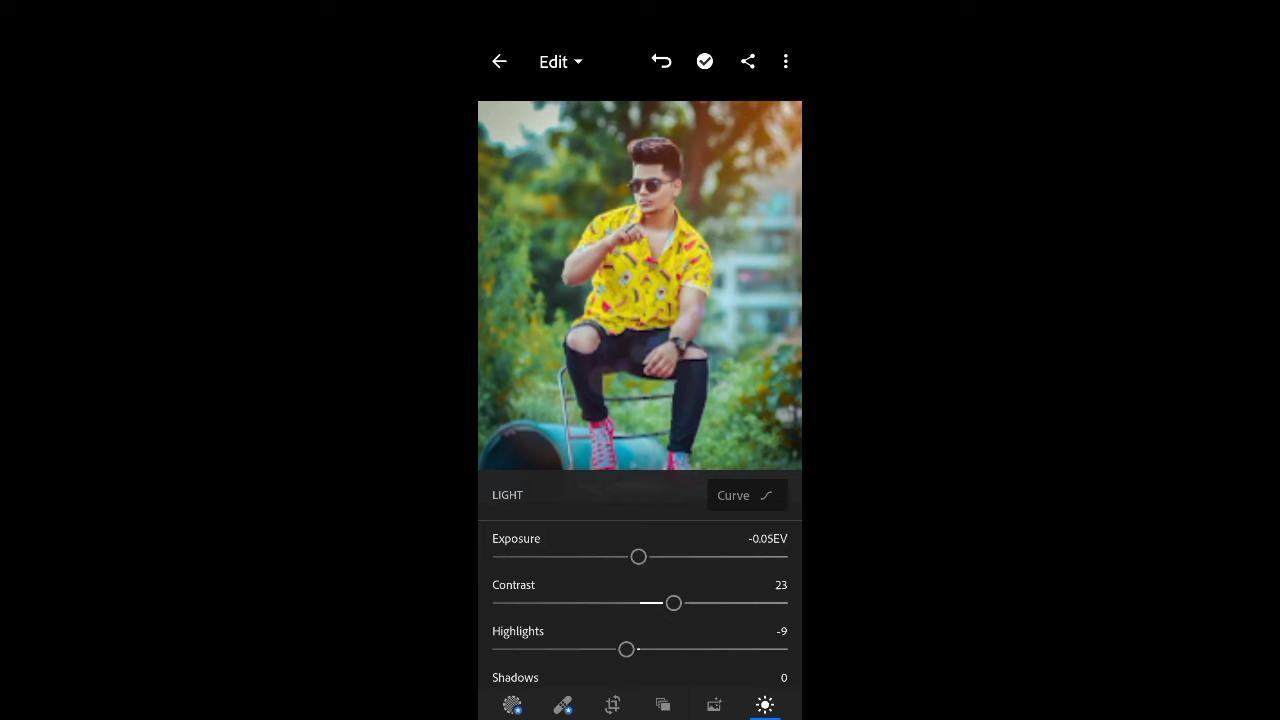 Edit
LIGHT
Curve
Exposure -0.05EV
Contrast 23
Highlights -9
Shadows 0